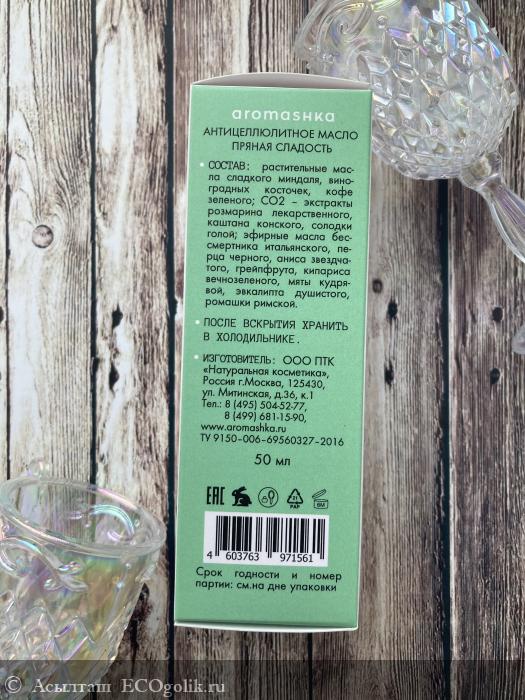 aromashka
АНТИЦЕЛЛЮЛИТНОЕ МАСЛО
ПРЯНАЯ СЛАДОСТЬ
• СОСТАВ: растительные мас-
ла сладкого миндаля, вино-
градных косточек, кофе
зеленого; СО2 – экстракты
розмарина лекарственного,
каштана конского, солодки
голой; эфирные масла бес-
смертника итальянского, пе-
рца черного, аниса звездча-
того, грейпфрута, кипариса
вечнозеленого, мяты кудря-
вой, эвкалипта душистого,
ромашки римской.
• ПОСЛЕ ВСКРЫТИЯ ХРАНИТЬ
В ХОЛОДИЛЬНИКЕ.
• ИЗГОТОВИТЕЛЬ: ООО ПТК
«Натуральная косметика»,
Россия г.Москва, 125430,
ул. Митинская, д.36, к.1
Тел.: 8 (495) 504-52-77,
8 (499) 681-15-90,
www.aromashka.ru
ТУ 9150-006-69560327-2016
50 мл
EAC
PAP
6M
4 603763 971561
Срок годности и номер
партии: см.на дне упаковки
© Асылташ ECOgolik.ru